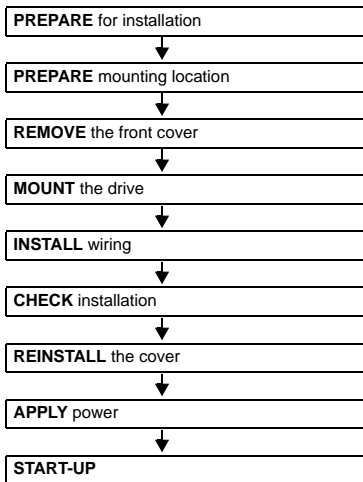 PREPARE for installation
PREPARE mounting location
REMOVE the front cover
MOUNT the drive
INSTALL wiring
CHECK installation
REINSTALL the cover
APPLY power
START-UP